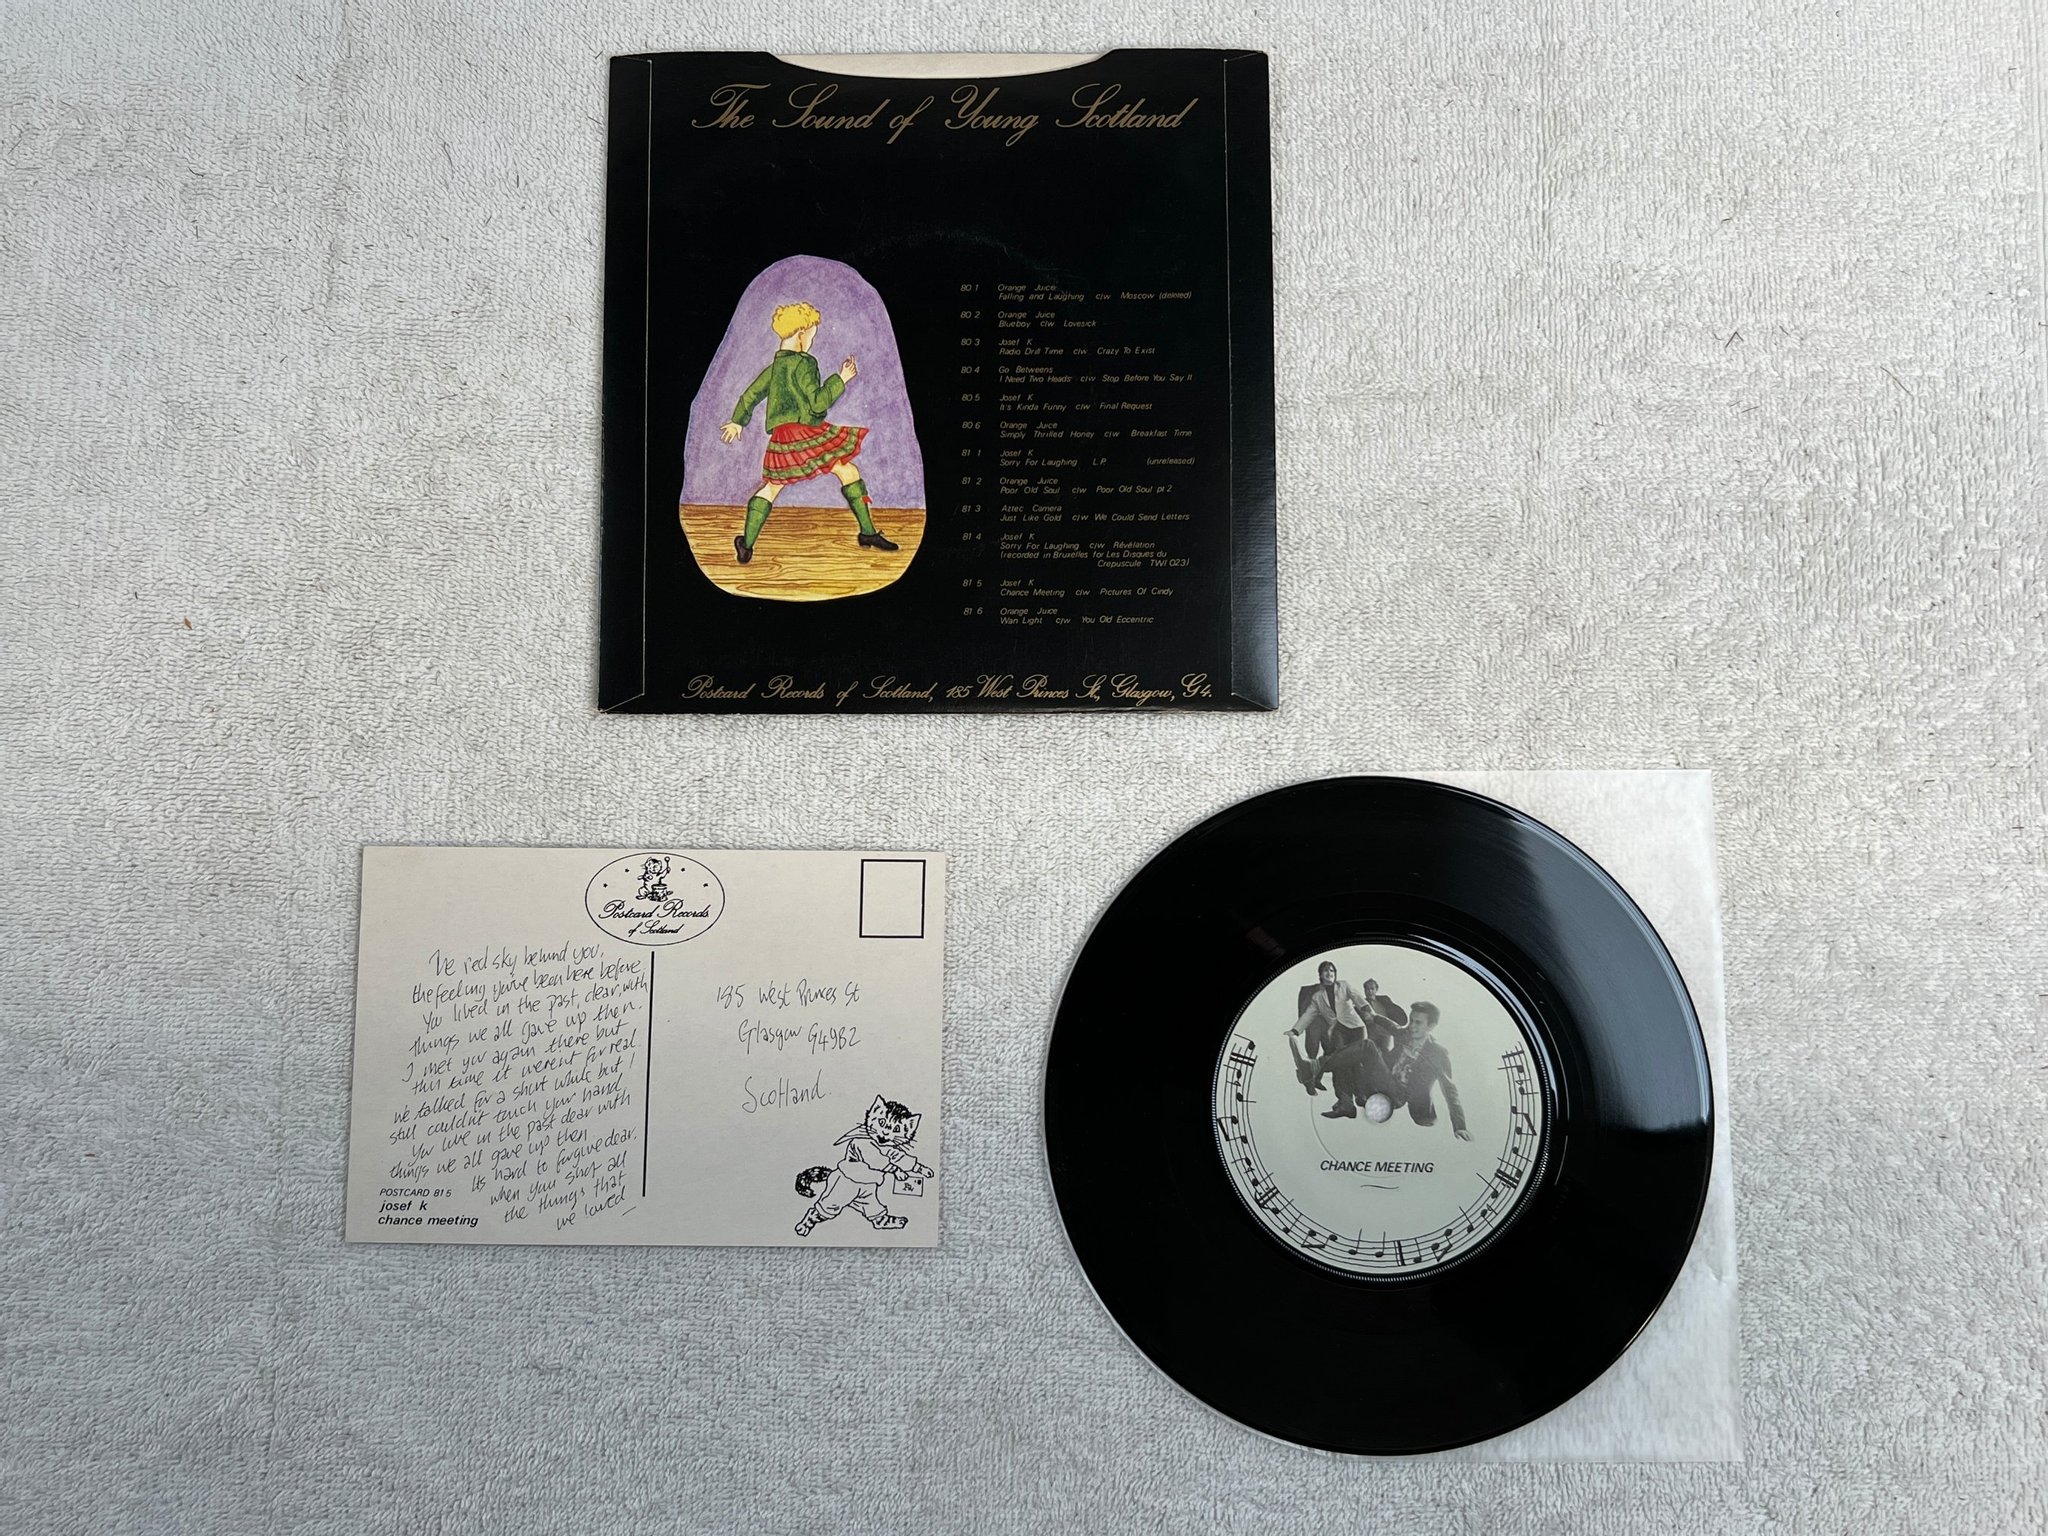 The Sound of Young Scotland
80 1 Orange Juice
Falling and Laughing c/w Moscow (deleted)
80 2 Orange Juice
Blueboy c/w Lovesick
80 3 Josef K
Radio Drill Time c/w Crazy To Exist
80 4 Go Betweens
I Need Two Heads c/w Stop Before You Say It
80 5 Josef K
It's Kinda Funny c/w Final Request
80 6 Orange Juice
Simply Thrilled Honey c/w Breakfast Time
81 1 Josef K
Sorry For Laughing L.P. (unreleased)
81 2 Orange Juice
Poor Old Soul c/w Poor Old Soul pt 2
81 3 Aztec Camera
Just Like Gold c/w We Could Send Letters
81 4 Josef K
Sorry For Laughing c/w Révélation
(recorded in Bruxelles for Les Disques du
Crepuscule TWI 023)
81 5 Josef K
Chance Meeting c/w Pictures Of Cindy
81 6 Orange Juice
Wan Light c/w You Old Eccentric
Postcard Records of Scotland, 185 West Princes St., Glasgow, G4.
Postcard Records
of Scotland
The red sky behind you,
the feeling you've been here before
You lived in the past, dear, with
things we all gave up then.
I met you again there but
this time it weren't for real
we talked for a short while but I
still couldn't touch your hand
You live in the past dear with
things we all gave up then
its hard to forgive dear.
when you shot all
the things that
we loved
POSTCARD 81 5
josef k
chance meeting
185 West Princes St
Glasgow G49B2
Scotland.
CHANCE MEETING